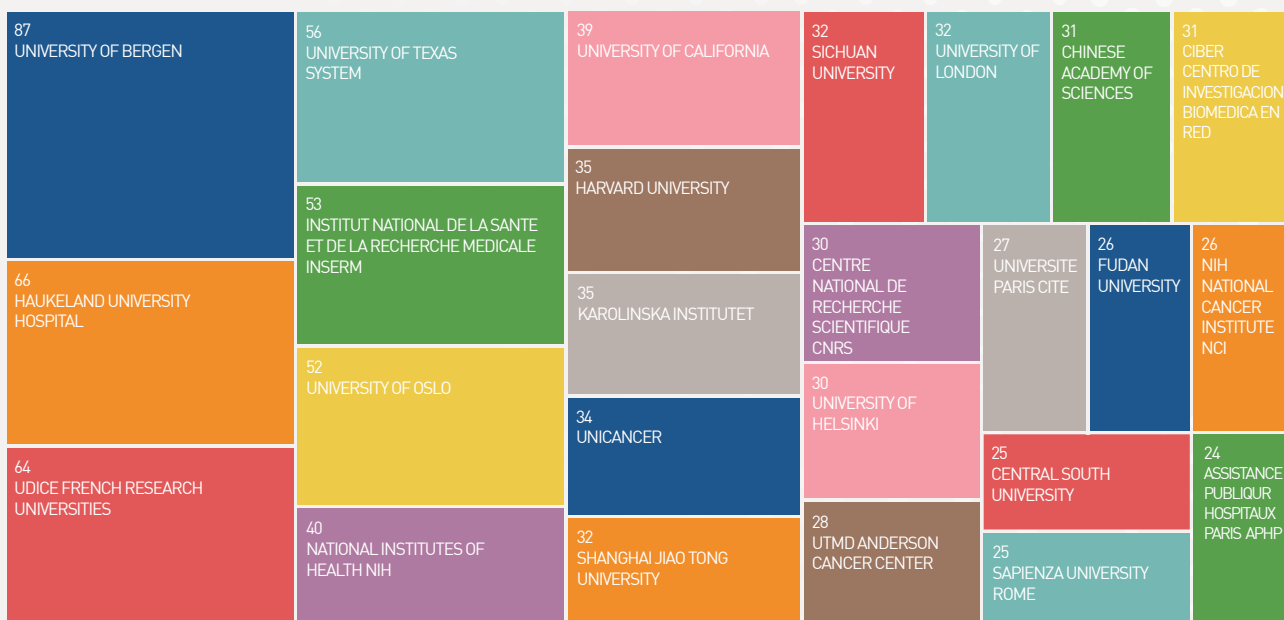 87
UNIVERSITY OF BERGEN
66
HAUKELAND UNIVERSITY
HOSPITAL
64
UDICE FRENCH RESEARCH
UNIVERSITIES
56
UNIVERSITY OF TEXAS
SYSTEM
53
INSTITUT NATIONAL DE LA SANTE
ET DE LA RECHERCHE MEDICALE
INSERM
52
UNIVERSITY OF OSLO
40
NATIONAL INSTITUTES OF
HEALTH NIH
39
UNIVERSITY OF CALIFORNIA
35
HARVARD UNIVERSITY
35
KAROLINSKA INSTITUTET
34
UNICANCER
32
SHANGHAI JIAO TONG
UNIVERSITY
32
SICHUAN
UNIVERSITY
32
UNIVERSITY OF
LONDON
31
CHINESE
ACADEMY OF
SCIENCES
31
CIBER
CENTRO DE
INVESTIGACION
BIOMEDICA EN
RED
30
CENTRE
NATIONAL DE
RECHERCHE
SCIENTIFIQUE
CNRS
30
UNIVERSITY OF
HELSINKI
28
UTMD ANDERSON
CANCER CENTER
27
UNIVERSITE
PARIS CITE
26
FUDAN
UNIVERSITY
26
NIH
NATIONAL
CANCER
INSTITUTE
NCI
25
CENTRAL SOUTH
UNIVERSITY
25
SAPIENZA UNIVERSITY
ROME
24
ASSISTANCE
PUBLIQUR
HOSPITAUX
PARIS APHP